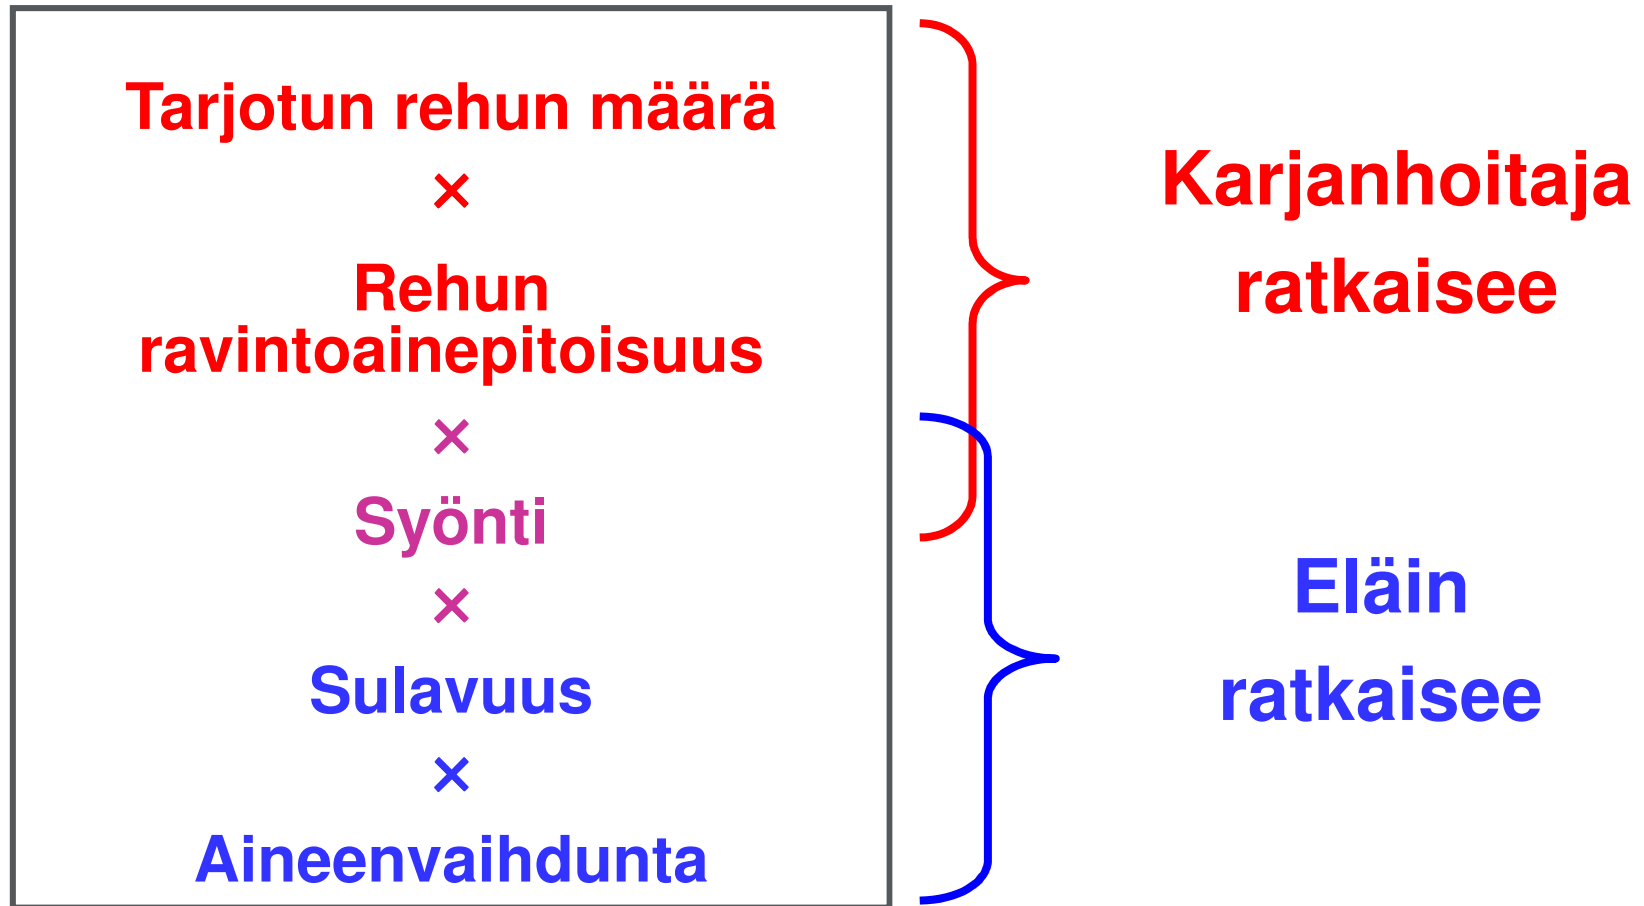 Tarjotun rehun määrä
×
Rehun
ravintoainepitoisuus
×
Syönti
×
Sulavuus
×
Aineenvaihdunta
Karjanhoitaja
ratkaisee
Eläin
ratkaisee